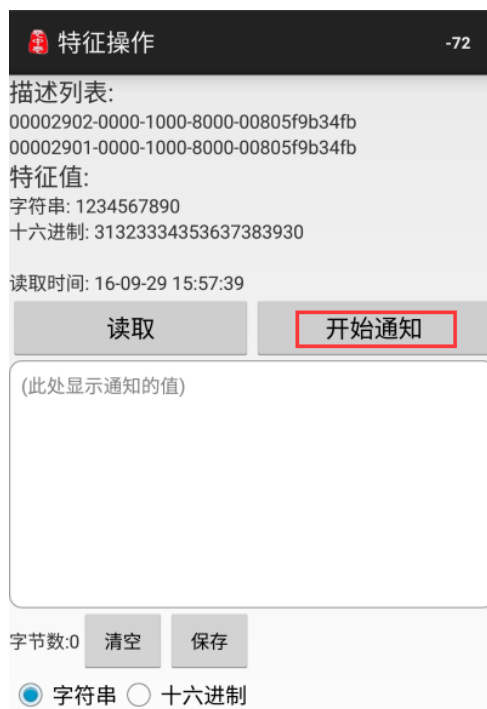 特征操作 -72
描述列表:
00002902-0000-1000-8000-00805f9b34fb
00002901-0000-1000-8000-00805f9b34fb
特征值:
字符串: 1234567890
十六进制: 31323334353637383930
读取时间: 16-09-29 15:57:39
读取 开始通知
(此处显示通知的值)
字节数:0 清空 保存
字符串 十六进制